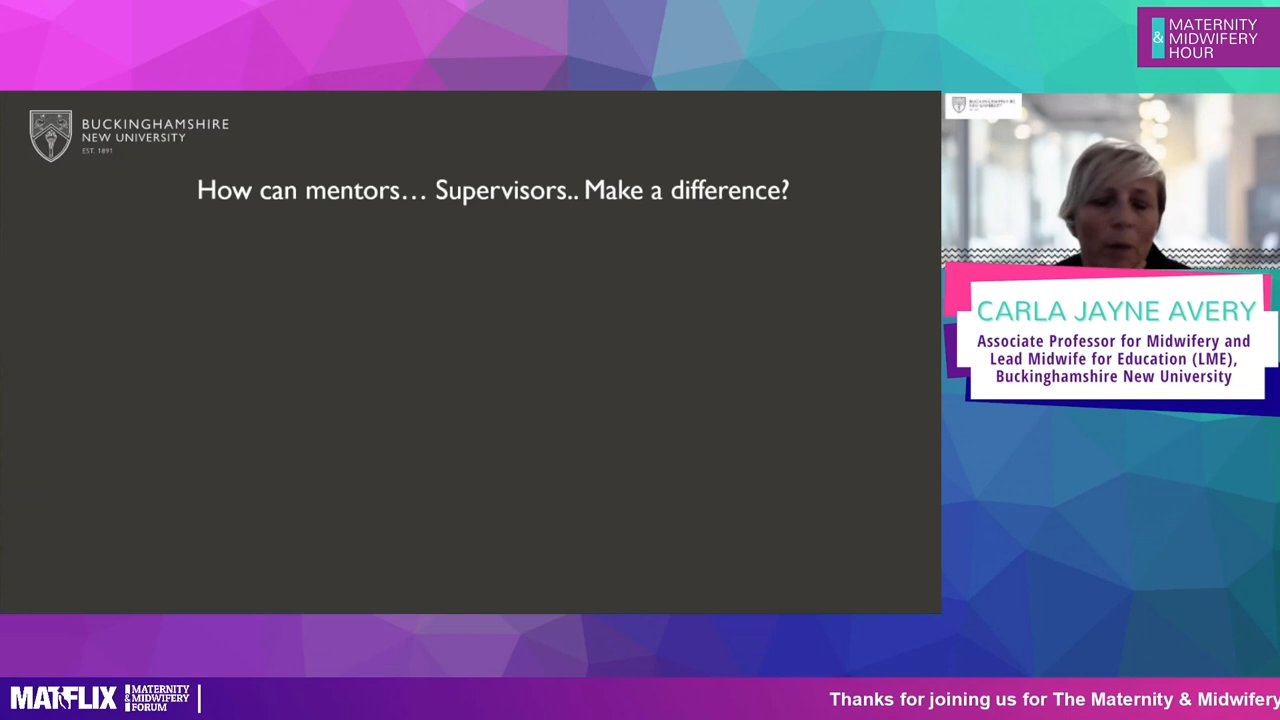 MATERNITY
& MIDWIFERY
HOUR
BUCKINGHAMSHIRE
NEW UNIVERSITY
EST. 1891
How can mentors… Supervisors.. Make a difference?
CARLA JAYNE AVERY
Associate Professor for Midwifery and
Lead Midwife for Education (LME),
Buckinghamshire New University
MATFLIX
MATERNITY
& MIDWIFERY
FORUM
Thanks for joining us for The Maternity & Midwifery